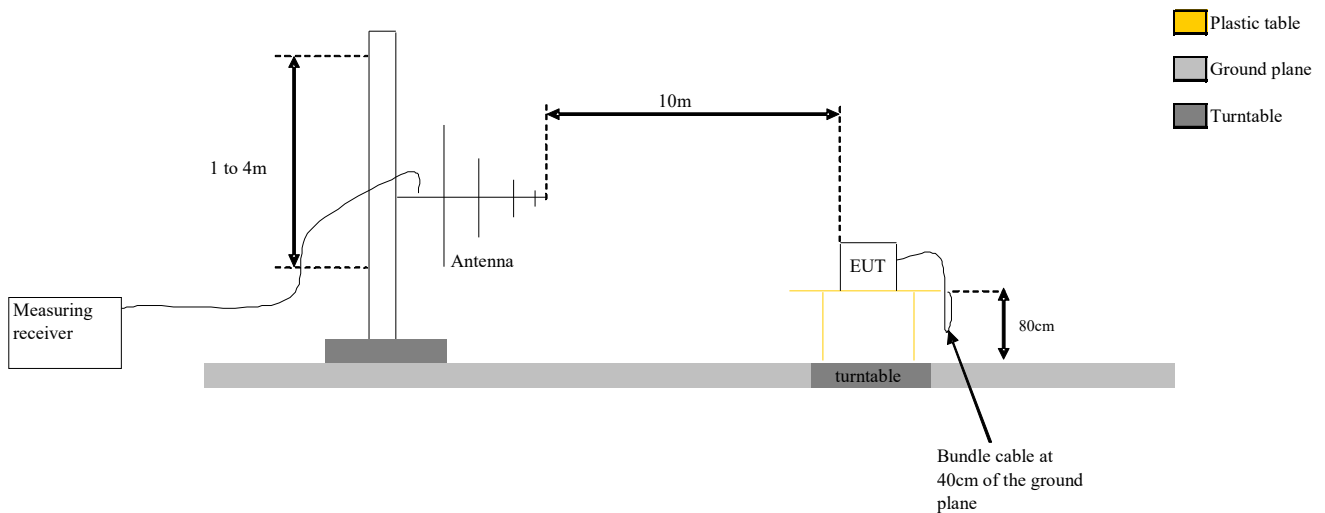 Plastic table
Ground plane
Turntable
10m
1 to 4m
Antenna
EUT
Measuring
receiver
80cm
turntable
Bundle cable at
40cm of the ground
plane